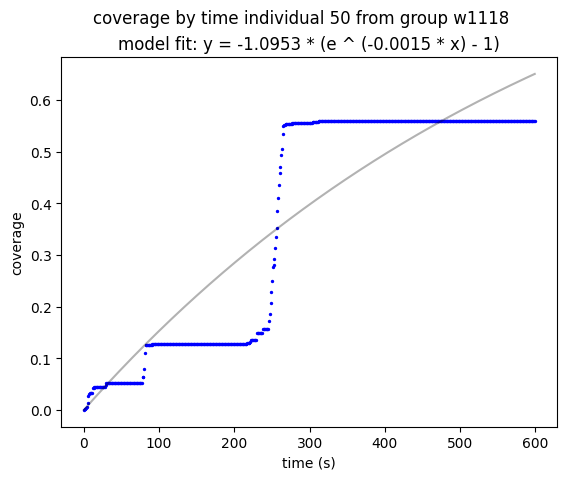 coverage by time individual 50 from group w1118
model fit: y = -1.0953 * (e ^ (-0.0015 * x) - 1)
0.6
0.5
0.4
0.3
0.2
0.1
0.0
coverage
0 100 200 300 400 500 600
time (s)